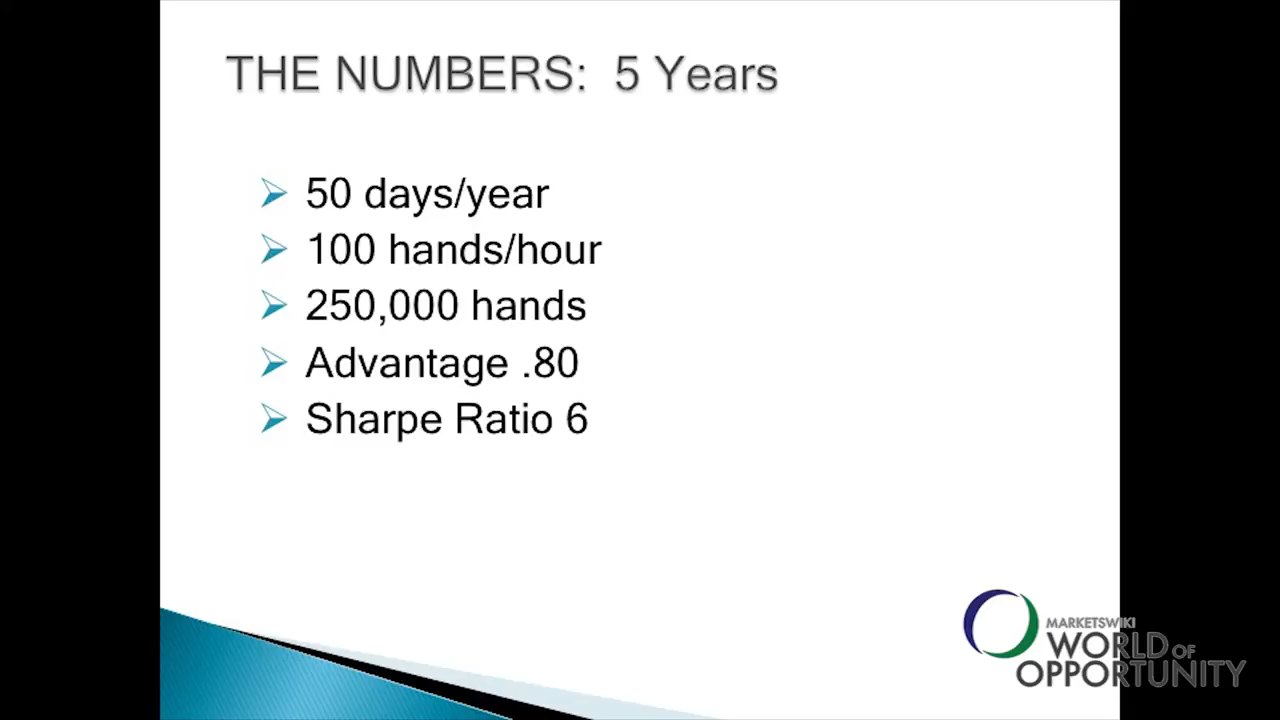 THE NUMBERS: 5 Years
50 days/year
100 hands/hour
250,000 hands
Advantage .80
Sharpe Ratio 6
MARKETSWIKI
WORLD OF
OPPORTUNITY